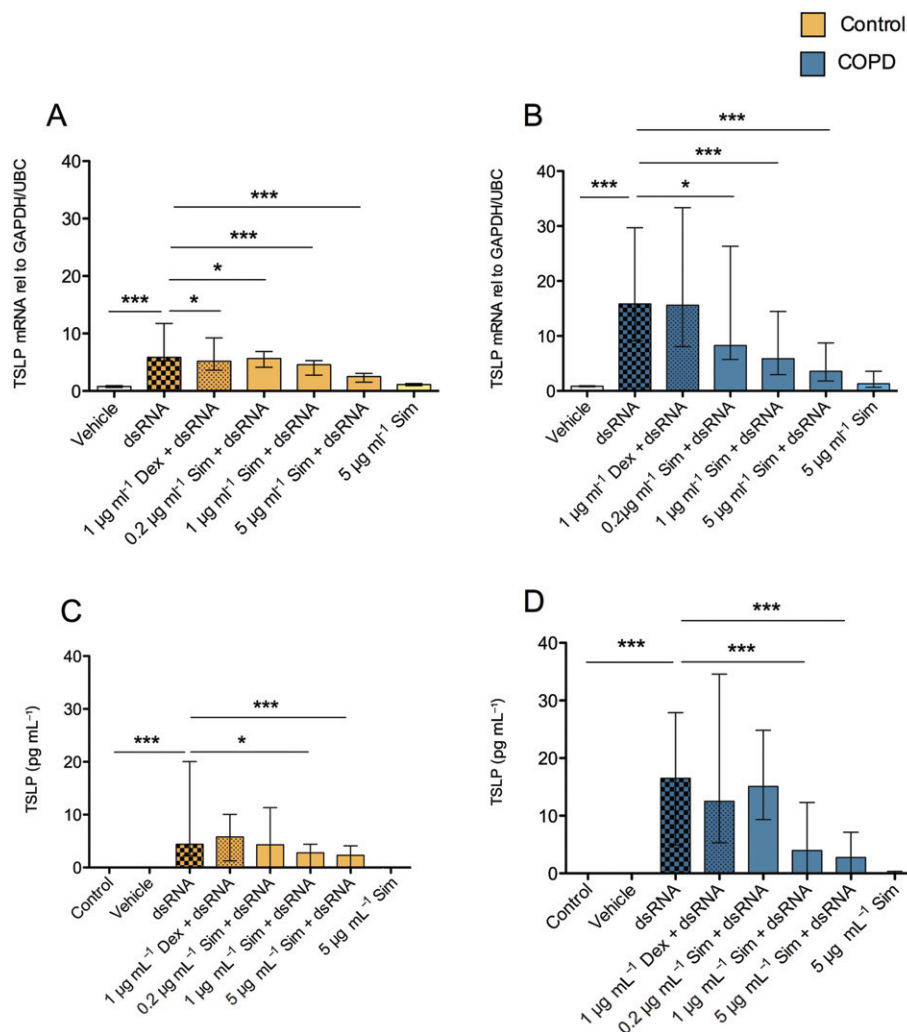 Control
COPD
A
TSLP mRNA rel to GAPDH/UBC
40
30
20
10
0
***
***
*
***
*
Vehicle
dsRNA
1 µg ml⁻¹ Dex + dsRNA
0.2 µg ml⁻¹ Sim + dsRNA
1 µg ml⁻¹ Sim + dsRNA
5 µg ml⁻¹ Sim + dsRNA
5 µg ml⁻¹ Sim
B
TSLP mRNA rel to GAPDH/UBC
40
30
20
10
0
***
***
***
*
Vehicle
dsRNA
1 µg ml⁻¹ Dex + dsRNA
0.2µg ml⁻¹ Sim + dsRNA
1 µg ml⁻¹ Sim + dsRNA
5 µg ml⁻¹ Sim + dsRNA
5 µg ml⁻¹ Sim
C
TSLP (pg mL⁻¹)
40
30
20
10
0
***
***
*
Control
Vehicle
dsRNA
1 µg mL⁻¹ Dex + dsRNA
0.2 µg mL⁻¹ Sim + dsRNA
1 µg mL⁻¹ Sim + dsRNA
5 µg mL⁻¹ Sim + dsRNA
5 µg mL⁻¹ Sim
D
TSLP (pg mL⁻¹)
40
30
20
10
0
***
***
***
Control
Vehicle
dsRNA
1 µg mL⁻¹ Dex + dsRNA
0.2 µg mL⁻¹ Sim + dsRNA
1 µg mL⁻¹ Sim + dsRNA
5 µg mL⁻¹ Sim + dsRNA
5 µg mL⁻¹ Sim